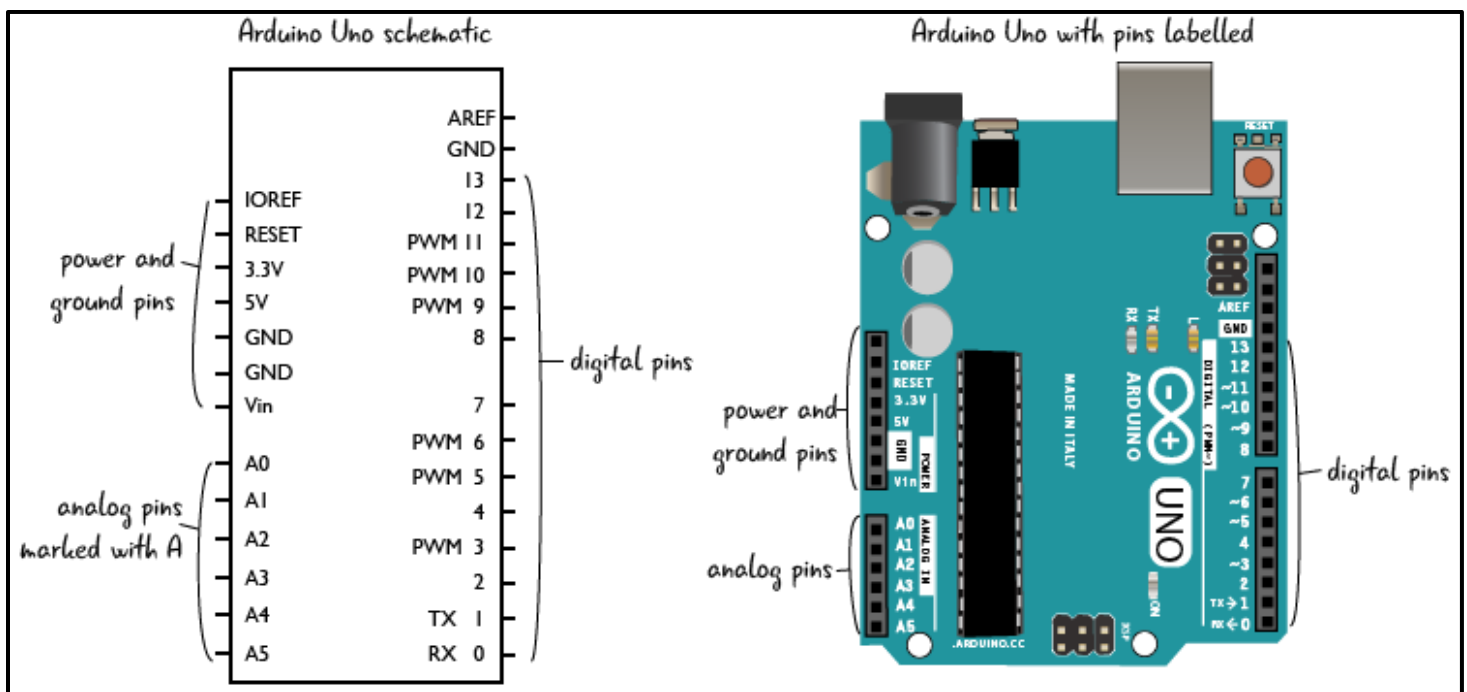 Arduino Uno schematic
AREF
GND
13
12
PWM 11
PWM 10
PWM 9
8
7
PWM 6
PWM 5
4
PWM 3
2
TX 1
RX 0
IOREF
RESET
3.3V
5V
GND
GND
Vin
A0
A1
A2
A3
A4
A5
power and
ground pins
analog pins
marked with A
digital pins
Arduino Uno with pins labelled
RESET
AREF
GND
13
12
~11
~10
~9
8
7
~6
~5
4
~3
2
TX→1
RX←0
DIGITAL (PWM~)
RX
TX
L
ARDUINO
UNO
ON
MADE IN ITALY
IOREF
RESET
3.3V
5V
GND
Vin
POWER
A0
A1
A2
A3
A4
A5
ANALOG IN
.ARDUINO.CC
power and
ground pins
analog pins
digital pins